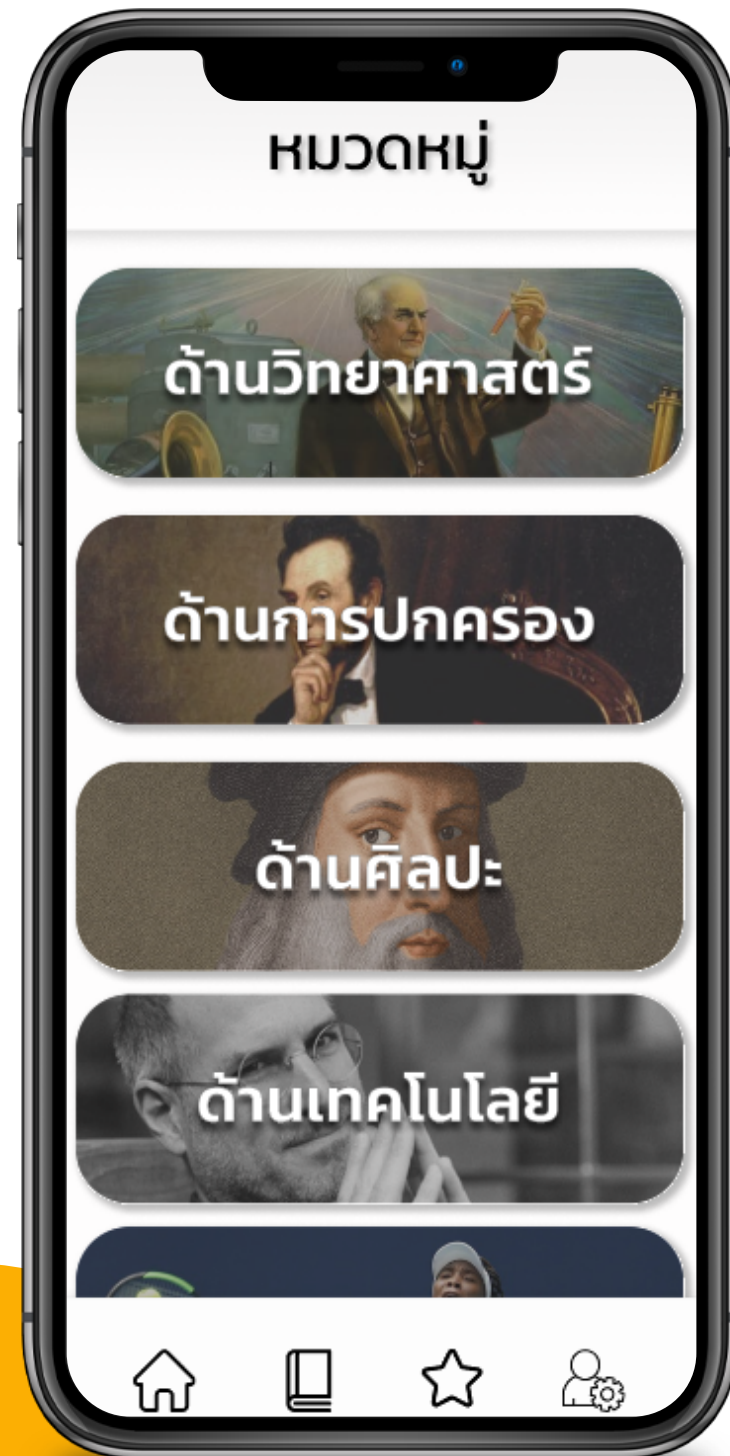 หมวดหมู่
ด้านวิทยาศาสตร์
ด้านการปกครอง
ด้านศิลปะ
ด้านเทคโนโลยี